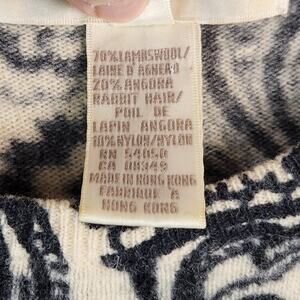 70% LAMBSWOOL/
LAINE D'AGNEAU
20% ANGORA
RABBIT HAIR/
POIL DE
LAPIN ANGORA
10% NYLON/NYLON
RN 54050
CA 08349
MADE IN HONG KONG
FABRIQUE A
HONG KONG